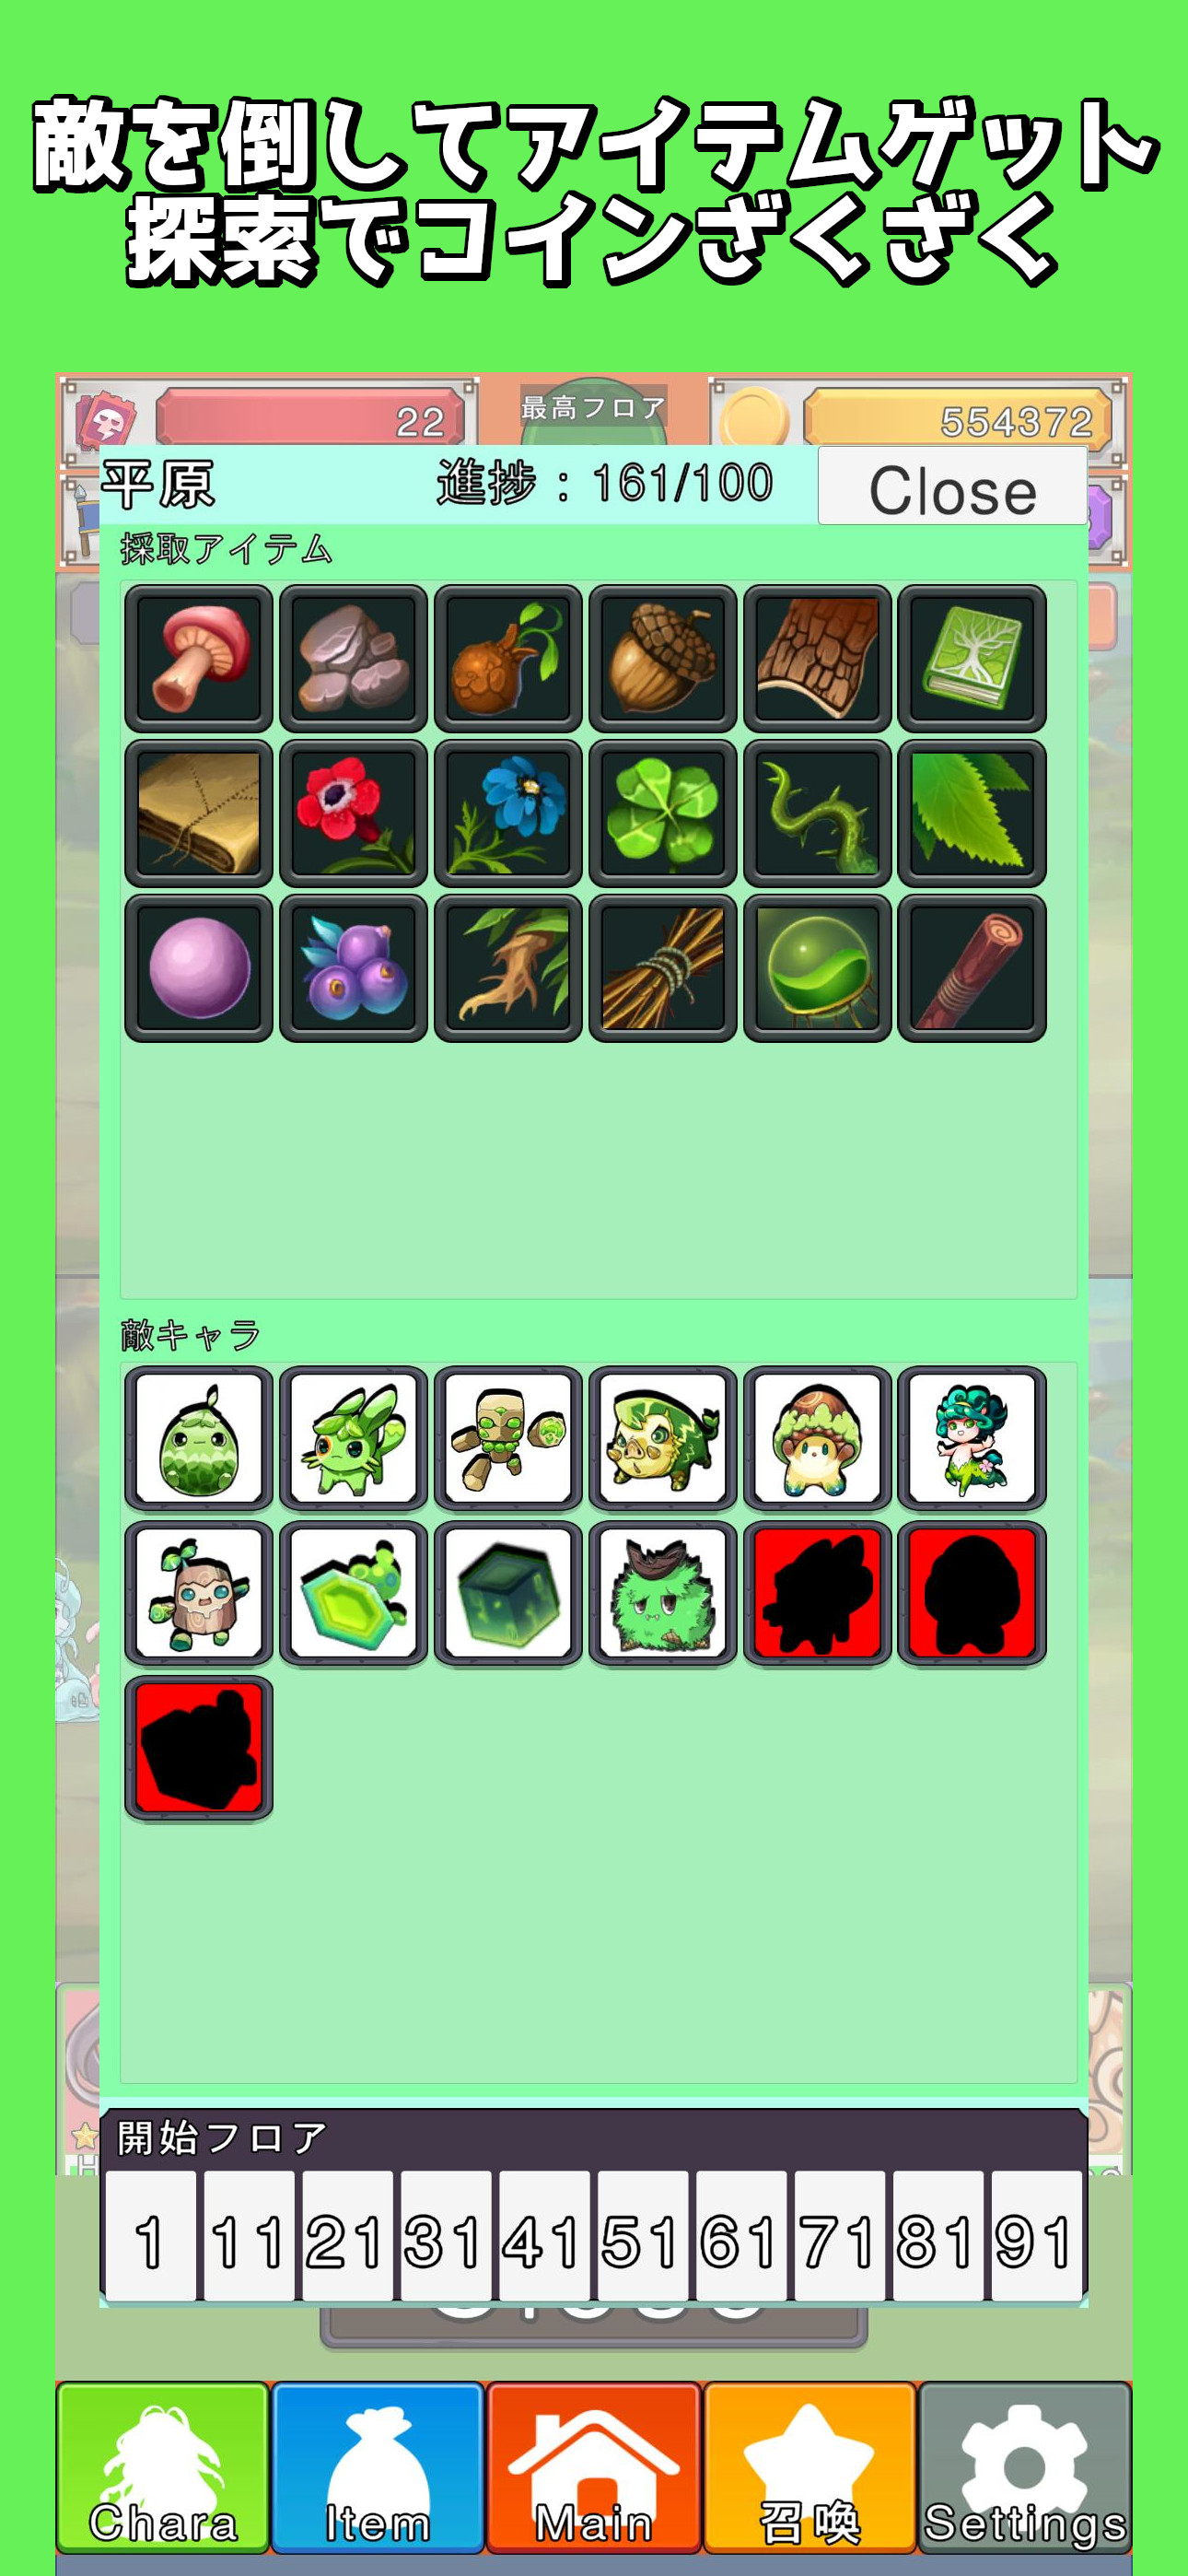 敵を倒してアイテムゲット
探索でコインざくざく
22
最高フロア
554372
平原
進捗：161/100
Close
採取アイテム
敵キャラ
開始フロア
1 11 21 31 41 51 61 71 81 91
Chara
Item
Main
召喚
Settings